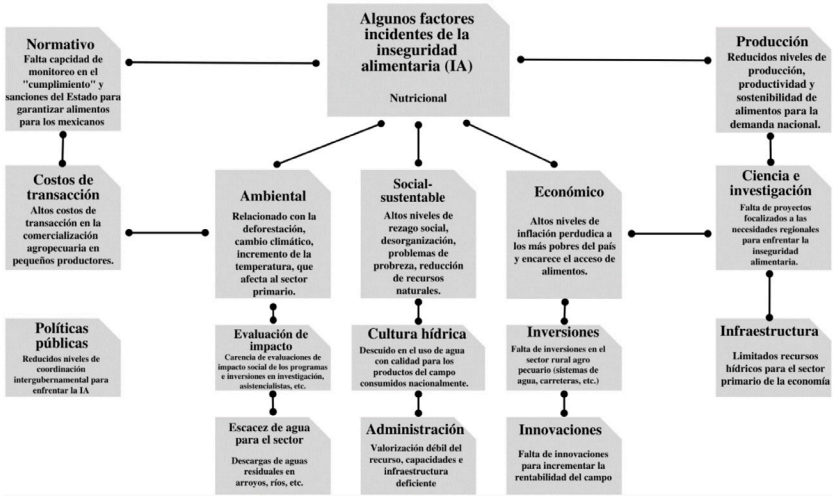 Algunos factores
incidentes de la
inseguridad
alimentaria (IA)
Nutricional
Normativo
Falta capcidad de
monitoreo en el
"cumplimiento" y
sanciones del Estado para
garantizar alimentos
para los mexicanos
Producción
Reducidos niveles de
producción,
productividad y
sostenibilidad de
alimentos para la
demanda nacional.
Costos de
transacción
Altos costos de
transacción en la
comercialización
agropecuaria en
pequeños productores.
Ambiental
Relacionado con la
deforestación,
cambio climático,
incremento de la
temperatura, que
afecta al sector
primario.
Social-
sustentable
Altos niveles de
rezago social,
desorganización,
problemas de
probreza, reducción
de recursos
naturales.
Económico
Altos niveles de
inflación perdudica a
los más pobres del país
y encarece el acceso de
alimentos.
Ciencia e
investigación
Falta de proyectos
focalizados a las
necesidades regionales
para enfrentar la
inseguridad
alimentaria.
Políticas
públicas
Reducidos niveles de
coordinación
intergubernamental para
enfrentar la IA
Evaluación de
impacto
Carencia de evaluaciones de
impacto social de los programas
e inversiones en investigación,
asistencialistas, etc.
Cultura hídrica
Descuido en el uso de agua
con calidad para los
productos del campo
consumidos nacionalmente.
Inversiones
Falta de inversiones en el
sector rural agro
pecuario (sistemas de
agua, carreteras, etc.)
Infraestructura
Limitados recursos
hídricos para el sector
primario de la economía
Escacez de agua
para el sector
Descargas de aguas
residuales en
arroyos, ríos, etc.
Administración
Valorización débil del
recurso, capacidades e
infraestructura
deficiente
Innovaciones
Falta de innovaciones
para incrementar la
rentabilidad del campo